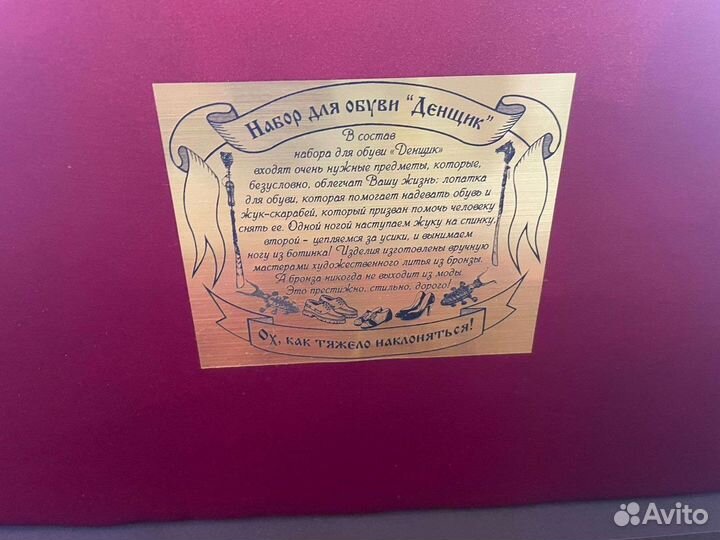 Набор для обуви "Денщик"
В состав
набора для обуви «Денщик»
входят очень нужные предметы, которые,
безусловно, облегчат Вашу жизнь: лопатка
для обуви, которая помогает надевать обувь и
жук-скарабей, который призван помочь человеку
снять ее. Одной ногой наступаем жуку на спинку,
второй - цепляемся за усики, и вынимаем
ногу из ботинка! Изделия изготовлены вручную
мастерами художественного литья из бронзы.
А бронза никогда не выходит из моды
Это престижно, стильно, дорого!
Ох, как тяжело наклоняться!
Avito